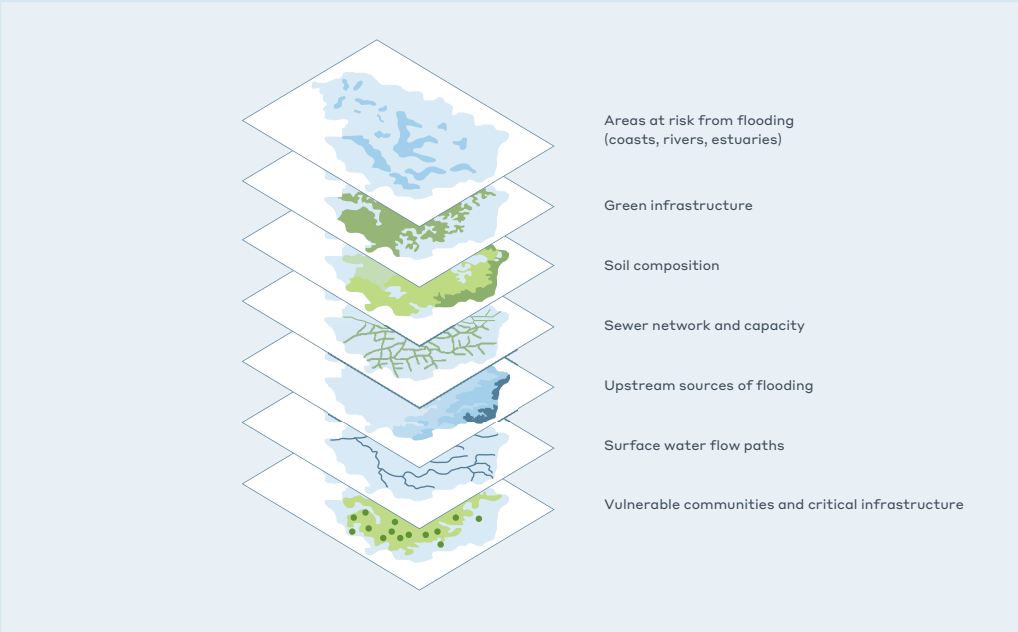 Areas at risk from flooding
(coasts, rivers, estuaries)
Green infrastructure
Soil composition
Sewer network and capacity
Upstream sources of flooding
Surface water flow paths
Vulnerable communities and critical infrastructure